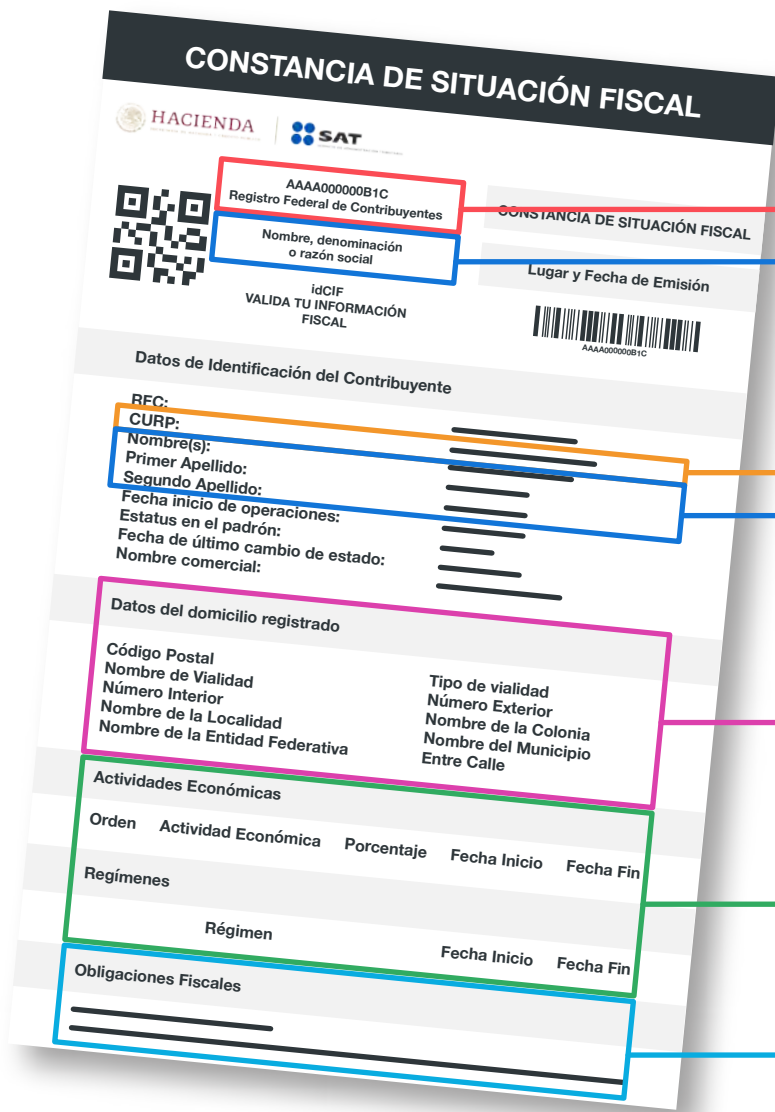 CONSTANCIA DE SITUACIÓN FISCAL
HACIENDA
SAT
AAAA000000B1C
Registro Federal de Contribuyentes
Nombre, denominación
o razón social
idCIF
VALIDA TU INFORMACIÓN
FISCAL
CONSTANCIA DE SITUACIÓN FISCAL
Lugar y Fecha de Emisión
AAAA000000B1C
Datos de Identificación del Contribuyente
RFC:
CURP:
Nombre(s):
Primer Apellido:
Segundo Apellido:
Fecha inicio de operaciones:
Estatus en el padrón:
Fecha de último cambio de estado:
Nombre comercial:
Datos del domicilio registrado
Código Postal
Nombre de Vialidad
Número Interior
Nombre de la Localidad
Nombre de la Entidad Federativa
Tipo de vialidad
Número Exterior
Nombre de la Colonia
Nombre del Municipio
Entre Calle
Actividades Económicas
Orden Actividad Económica Porcentaje Fecha Inicio Fecha Fin
Regímenes
Régimen Fecha Inicio Fecha Fin
Obligaciones Fiscales